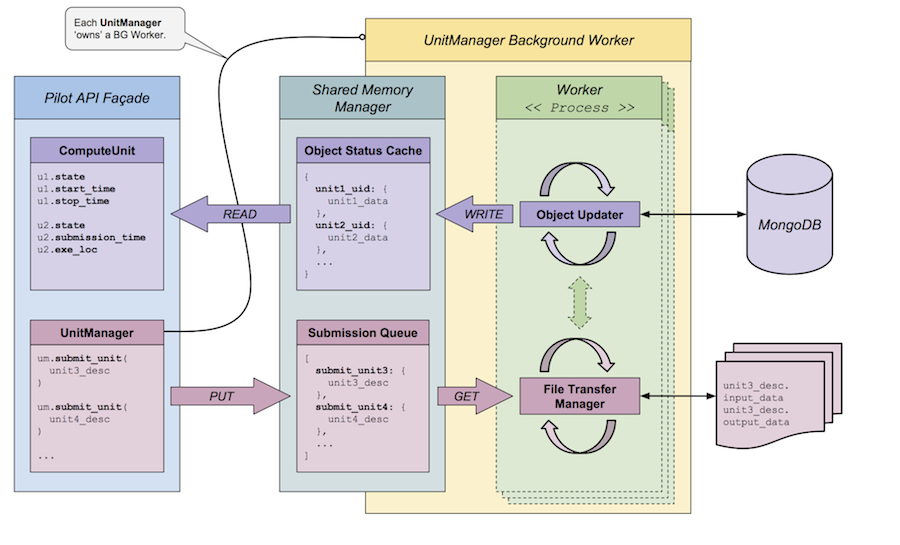 Each UnitManager
'owns' a BG Worker.
UnitManager Background Worker
Pilot API Façade
ComputeUnit
u1.state
u1.start_time
u1.stop_time
u2.state
u2.submission_time
u2.exe_loc
UnitManager
um.submit_unit(
unit3_desc
)
um.submit_unit(
unit4_desc
)
...
READ
PUT
Shared Memory
Manager
Object Status Cache
{
unit1_uid: {
unit1_data
},
unit2_uid: {
unit2_data
},
...
}
Submission Queue
[
submit_unit3: {
unit3_desc
},
submit_unit4: {
unit4_desc
},
...
]
WRITE
GET
Worker
<< Process >>
Object Updater
File Transfer
Manager
MongoDB
unit3_desc.
input_data
unit3_desc.
output_data